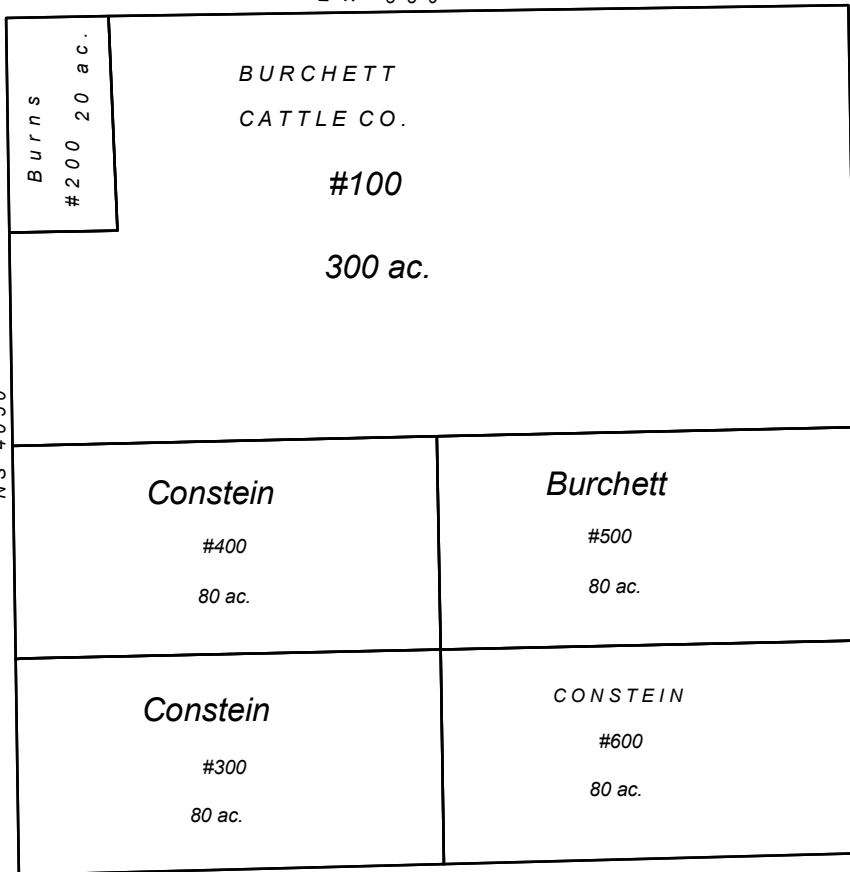 Burns
#200 20 ac.
BURCHETT
CATTLE CO.
#100
300 ac.
Constein
#400
80 ac.
Burchett
#500
80 ac.
Constein
#300
80 ac.
CONSTEIN
#600
80 ac.